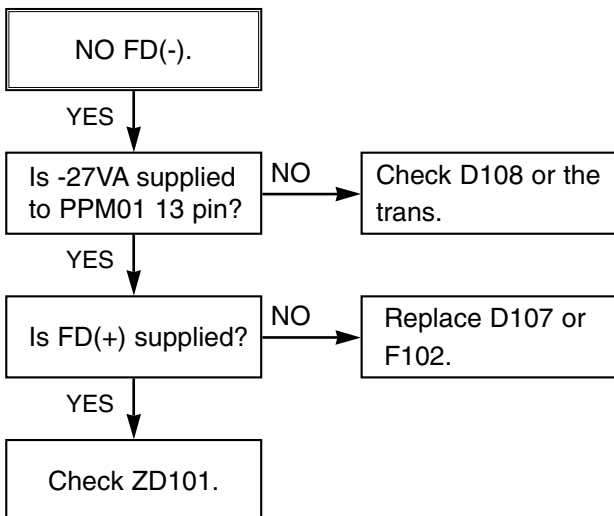 NO FD(-).
YES
Is -27VA supplied
to PPM01 13 pin?
NO
Check D108 or the
trans.
YES
Is FD(+) supplied?
NO
Replace D107 or
F102.
YES
Check ZD101.